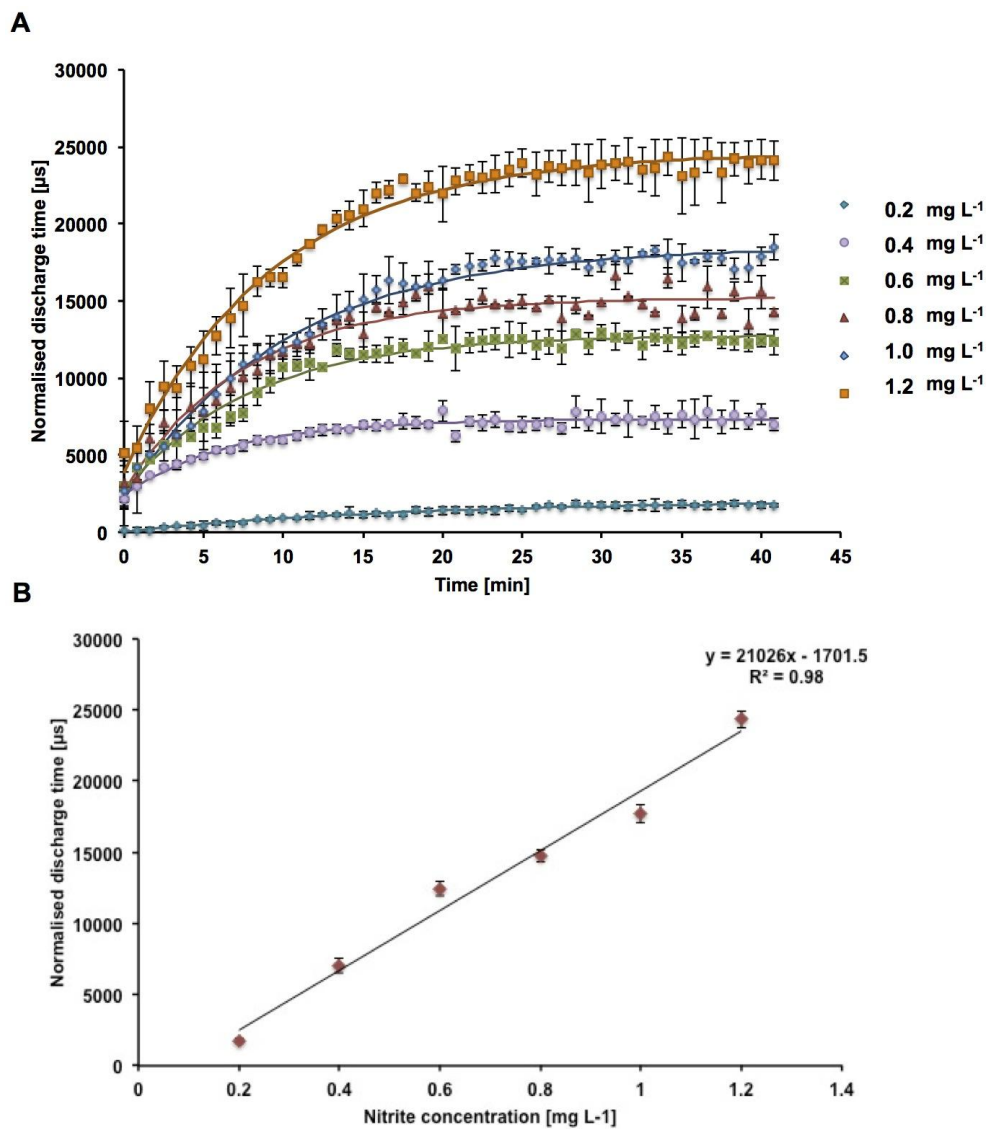 A
30000
25000
20000
15000
10000
5000
0
Normalised discharge time [µs]
0 5 10 15 20 25 30 35 40 45
Time [min]
0.2 mg L-1
0.4 mg L-1
0.6 mg L-1
0.8 mg L-1
1.0 mg L-1
1.2 mg L-1
B
30000
25000
20000
15000
10000
5000
0
Normalised discharge time [µs]
y = 21026x - 1701.5
R² = 0.98
0 0.2 0.4 0.6 0.8 1 1.2 1.4
Nitrite concentration [mg L-1]